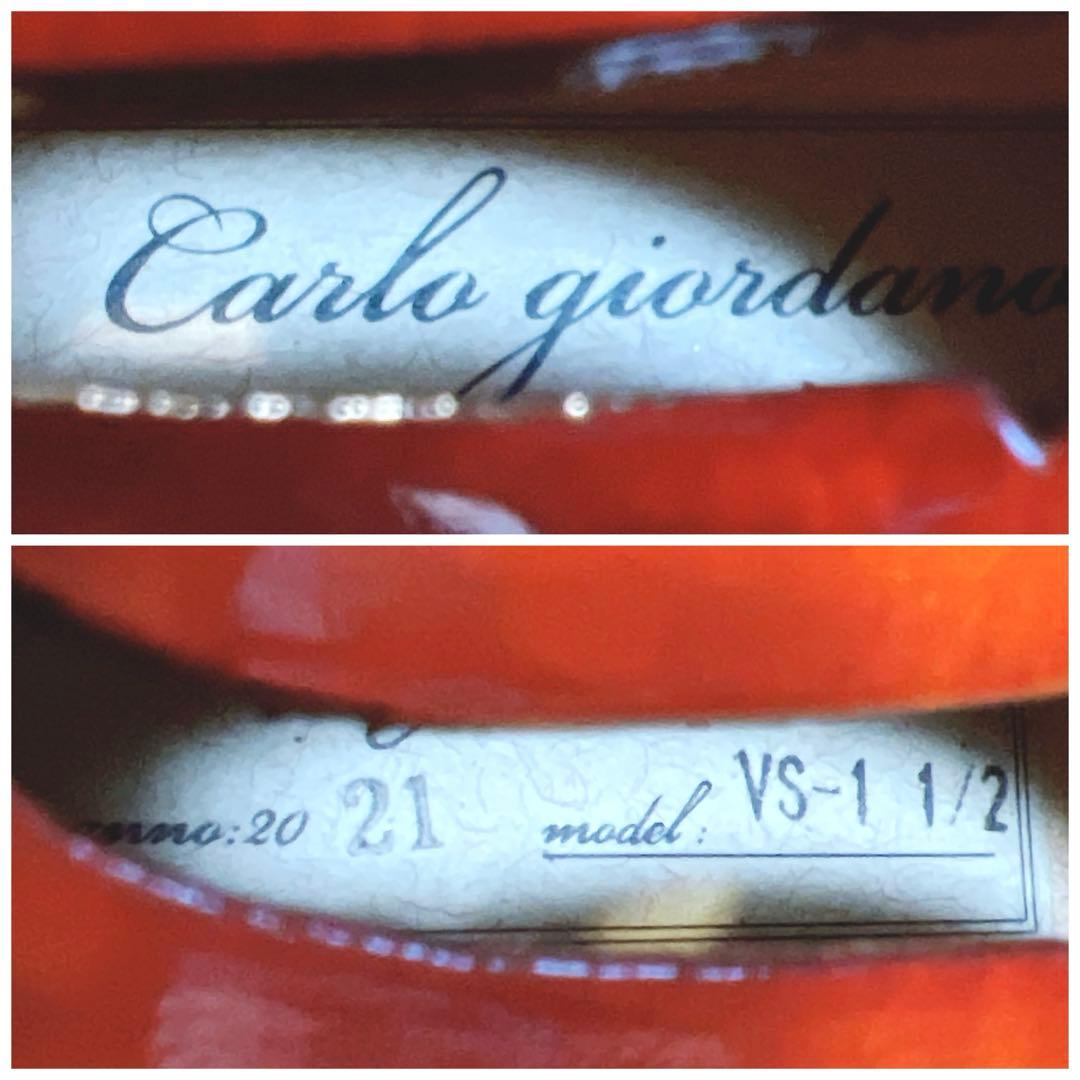 Carlo giordano
anno:20 21 model: VS-1 1/2